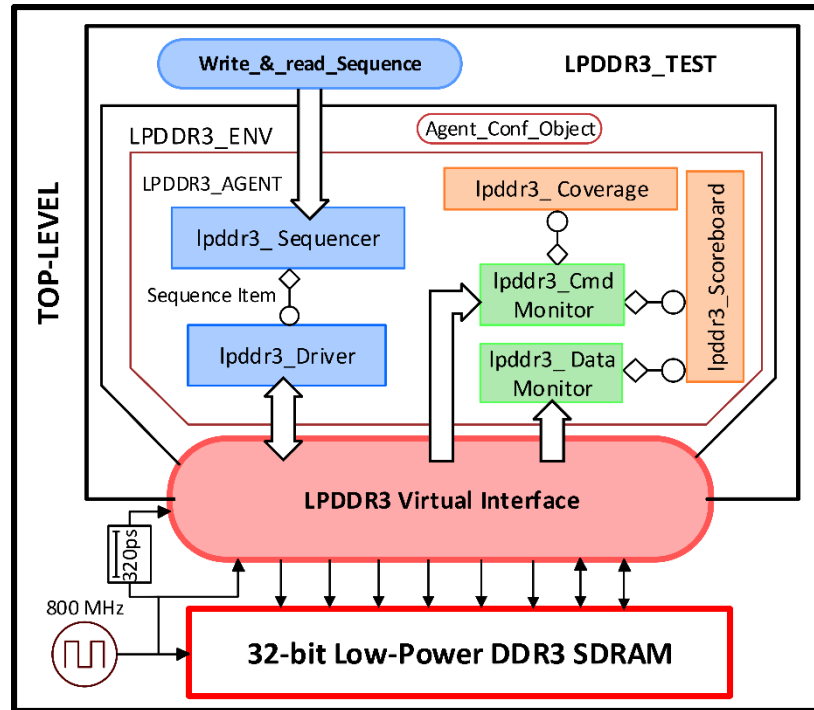 Write_&_read_Sequence
LPDDR3_TEST
Agent_Conf_Object
LPDDR3_ENV
TOP-LEVEL
LPDDR3_AGENT
lpddr3_ Coverage
lpddr3_ Sequencer
lpddr3_Scoreboard
lpddr3_Cmd
Monitor
Sequence Item
lpddr3_Driver
lpddr3_ Data
Monitor
LPDDR3 Virtual Interface
320ps
800 MHz
32-bit Low-Power DDR3 SDRAM